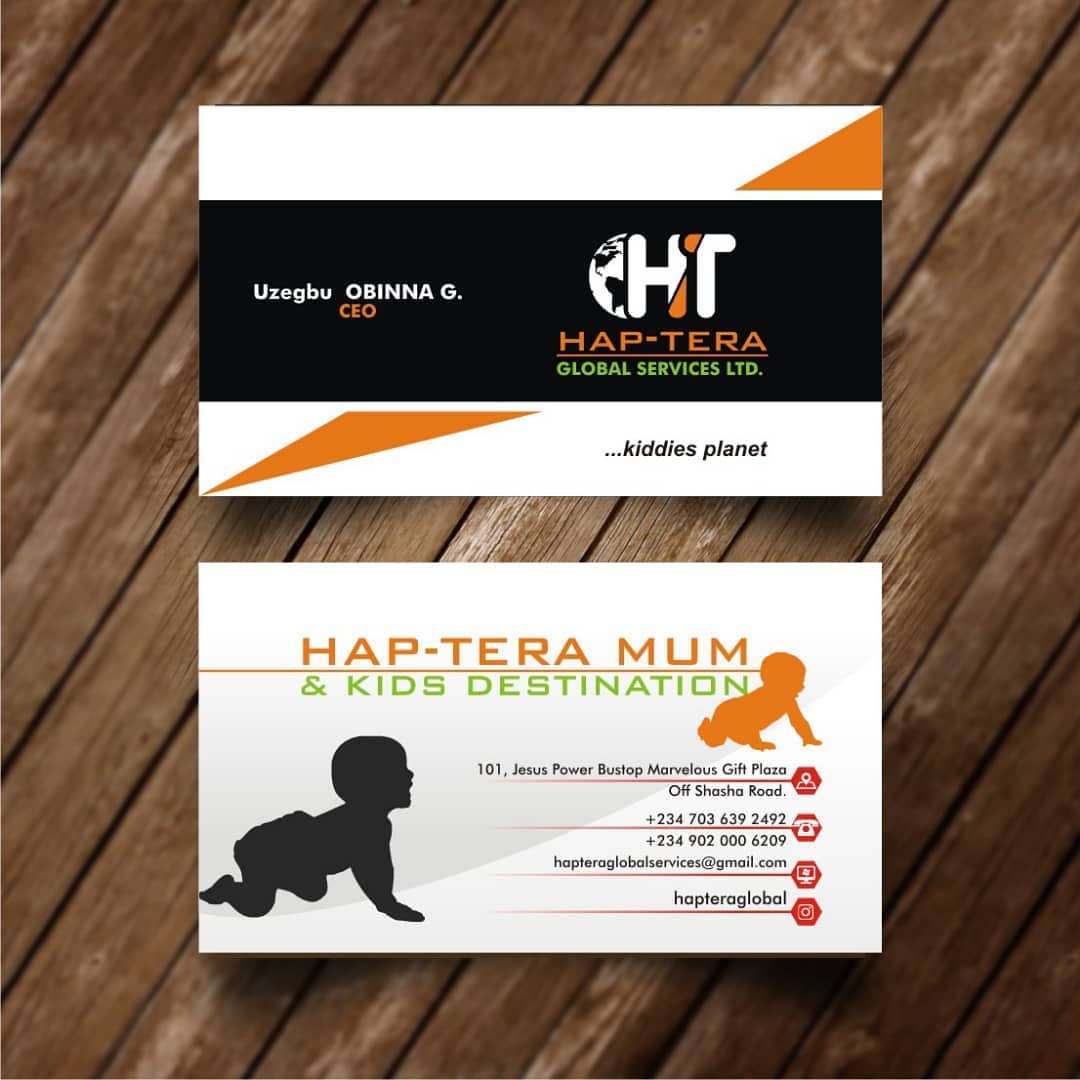 Uzegbu OBINNA G.
CEO
HiT
HAP-TERA
GLOBAL SERVICES LTD.
...kiddies planet
HAP-TERA MUM
& KIDS DESTINATION
101, Jesus Power Bustop Marvelous Gift Plaza
Off Shasha Road.
+234 703 639 2492
+234 902 000 6209
hapteraglobalservices@gmail.com
hapteraglobal